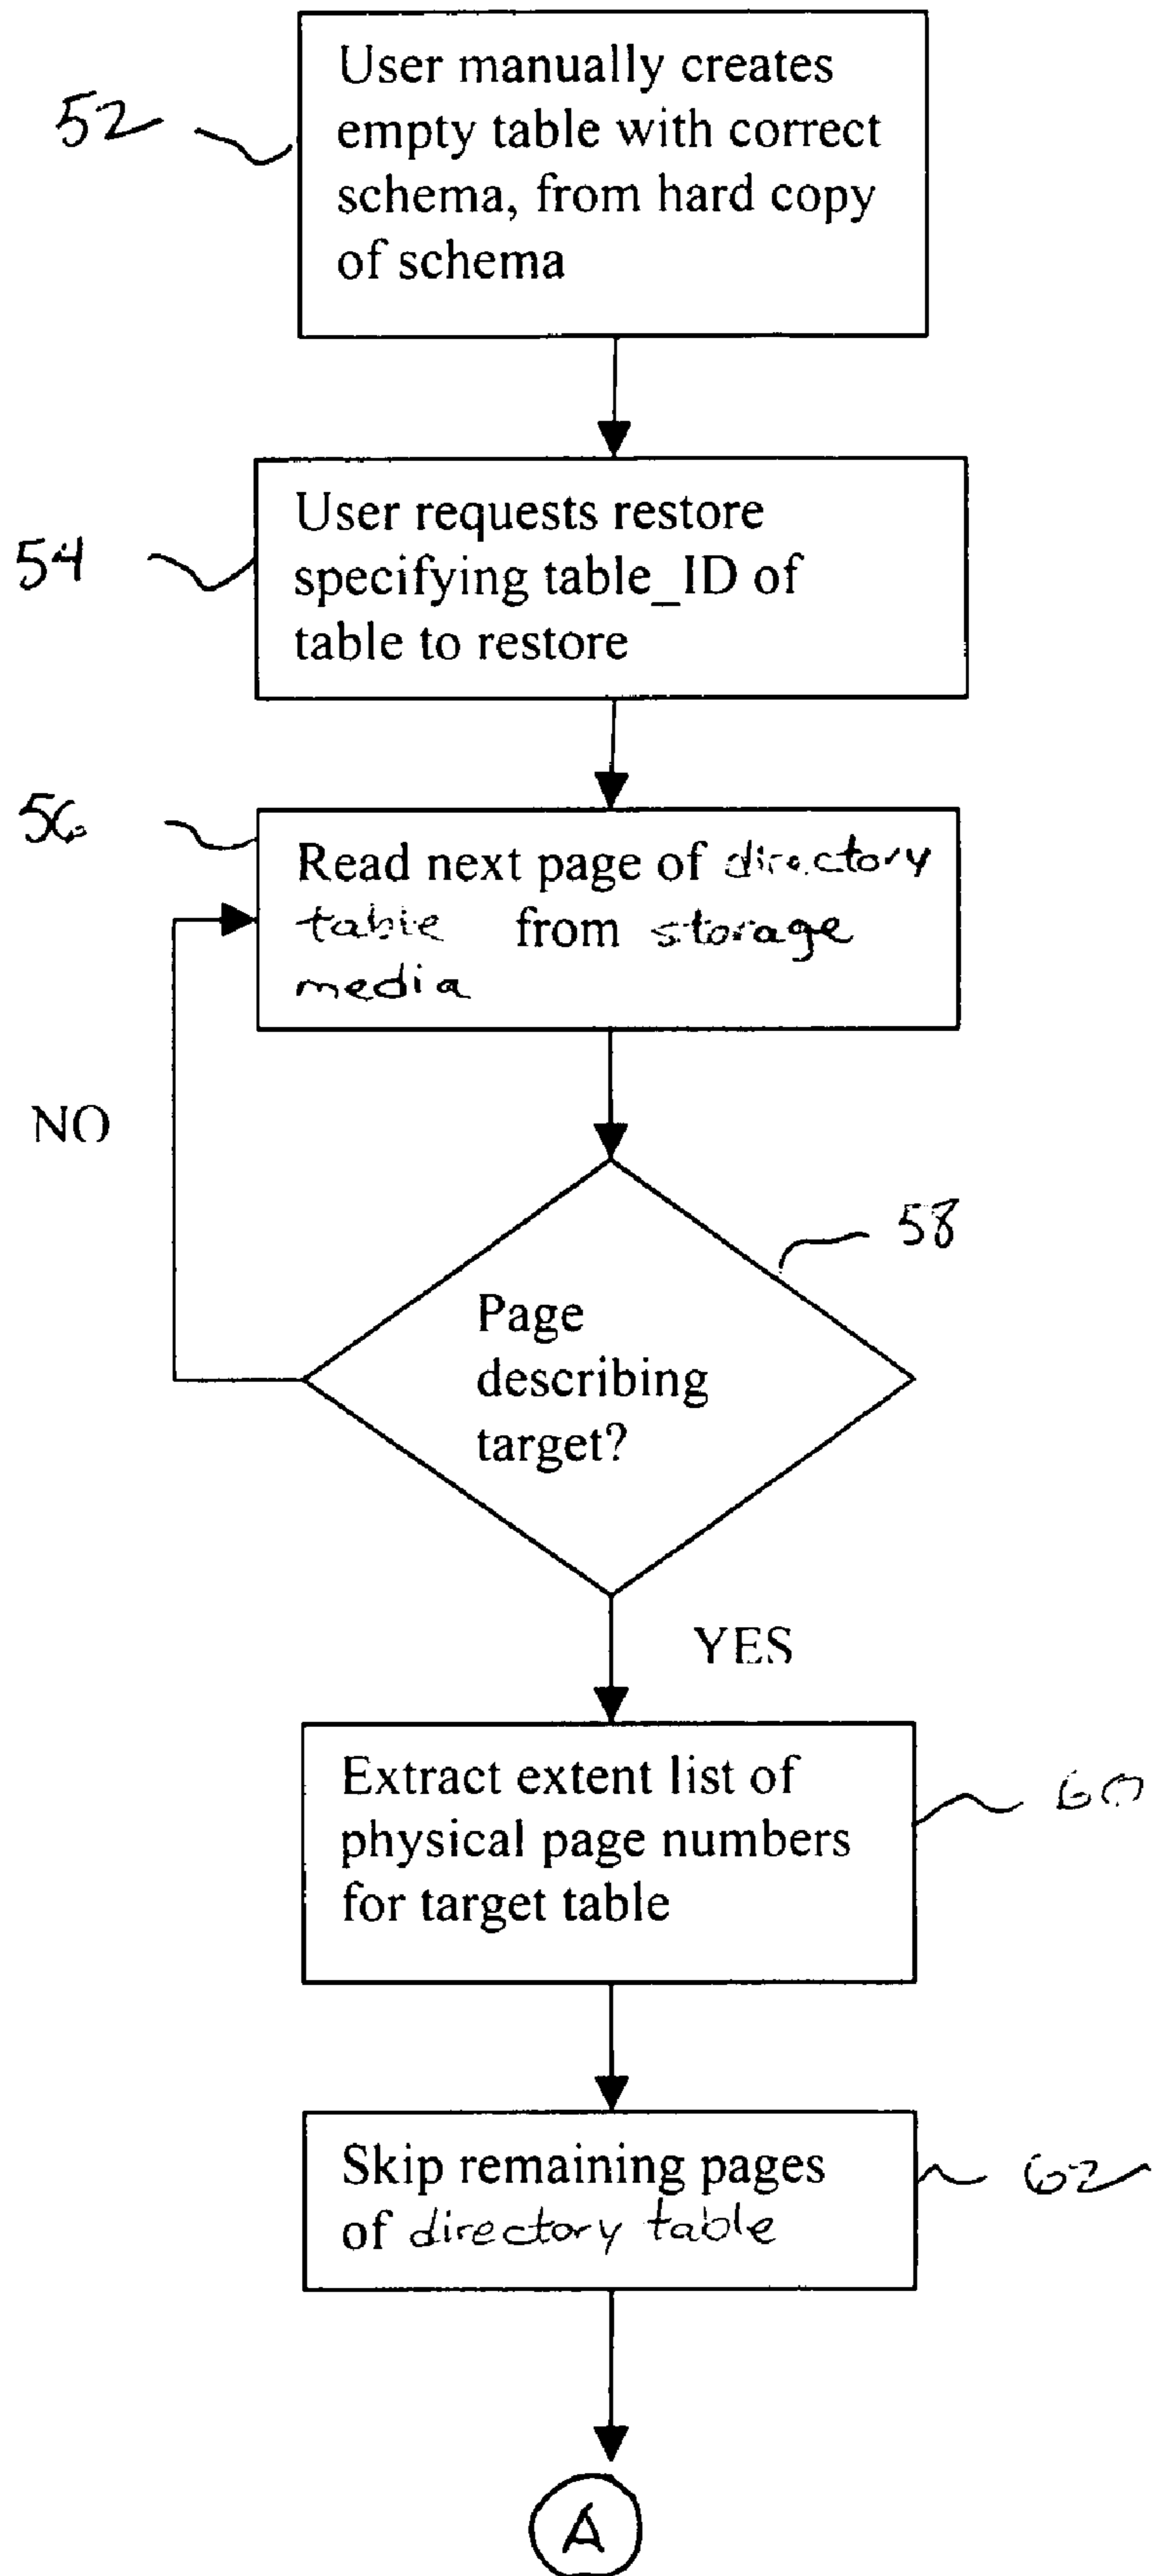 52
User manually creates
empty table with correct
schema, from hard copy
of schema
54
User requests restore
specifying table_ID of
table to restore
56
Read next page of directory
table from storage
media
NO
58
Page
describing
target?
YES
Extract extent list of
physical page numbers
for target table
60
Skip remaining pages
of directory table
62
A